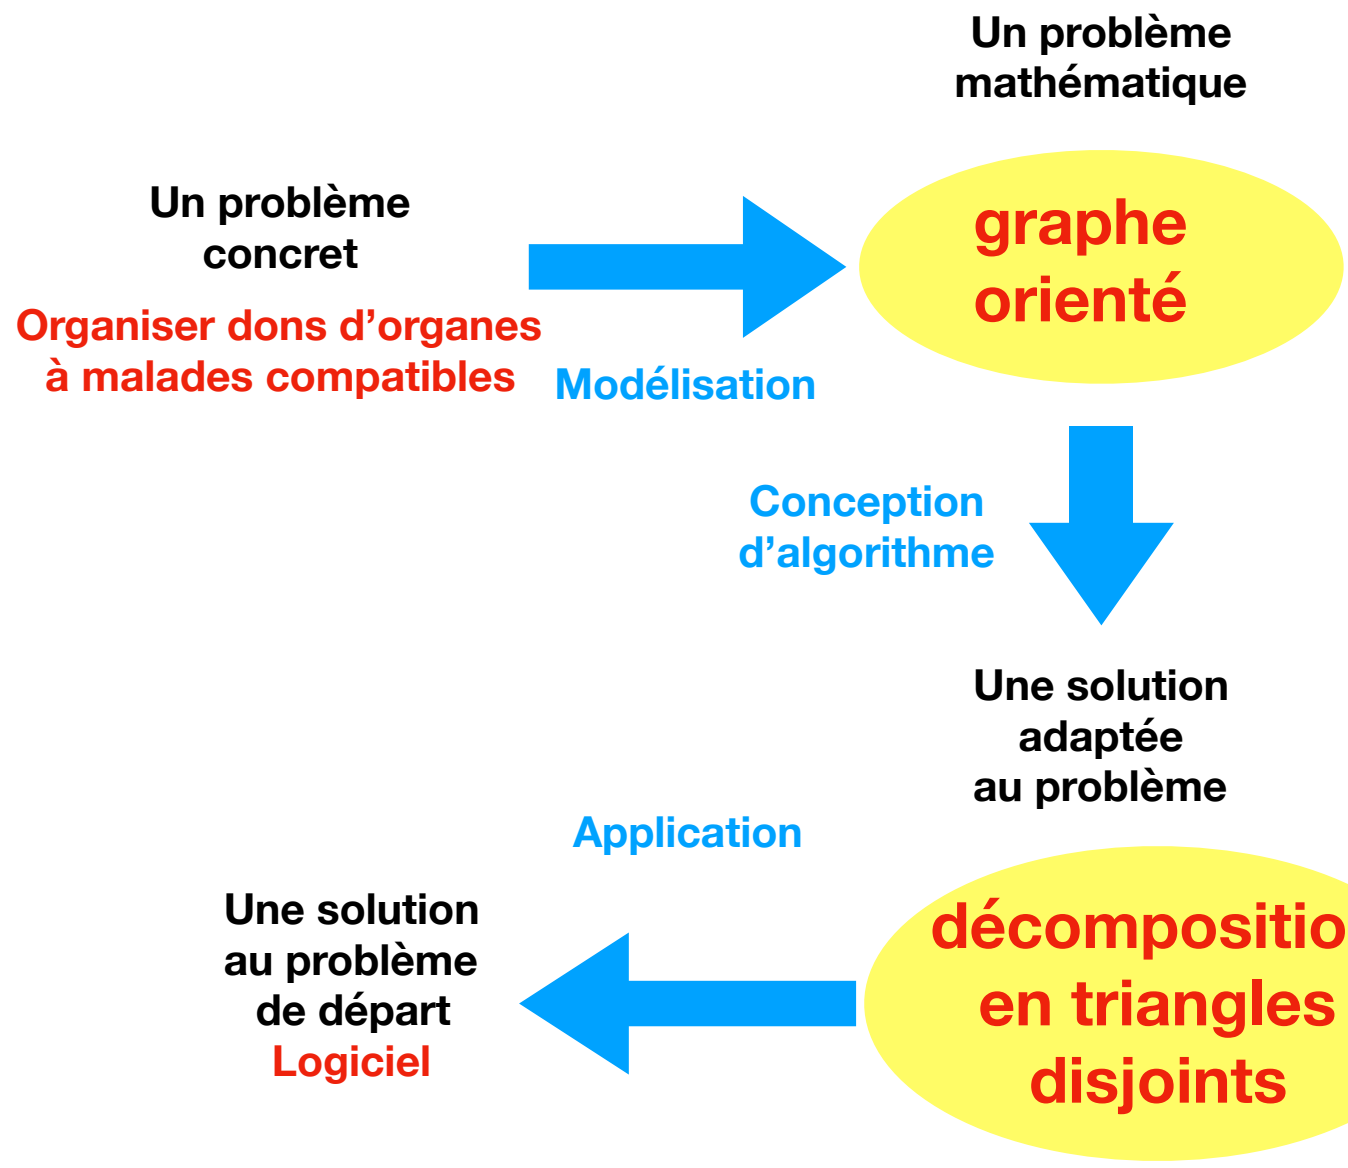 Un problème
mathématique
Un problème
concret
Organiser dons d’organes
à malades compatibles
Modélisation
graphe
orienté
Conception
d’algorithme
Une solution
adaptée
au problème
Application
Une solution
au problème
de départ
Logiciel
décompositio
en triangles
disjoints